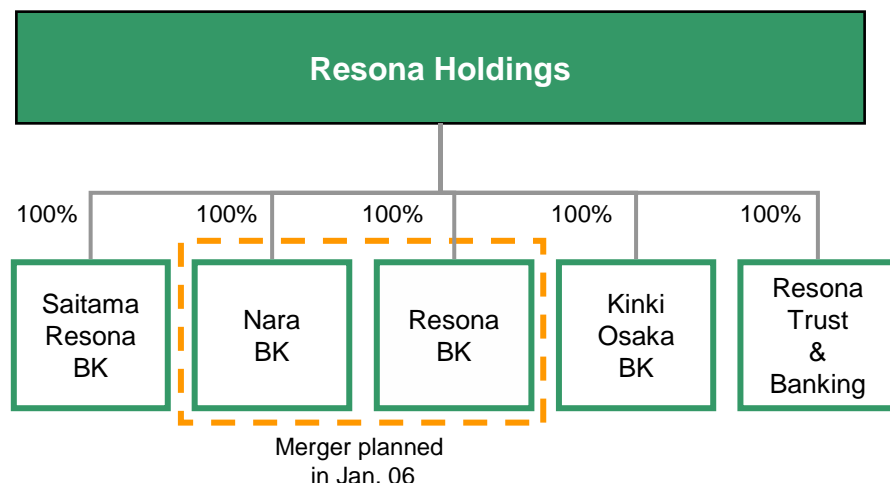 Resona Holdings
100%
100%
100%
100%
100%
Saitama
Resona
BK
Nara
BK
Resona
BK
Kinki
Osaka
BK
Resona
Trust
&
Banking
Merger planned
in Jan. 06